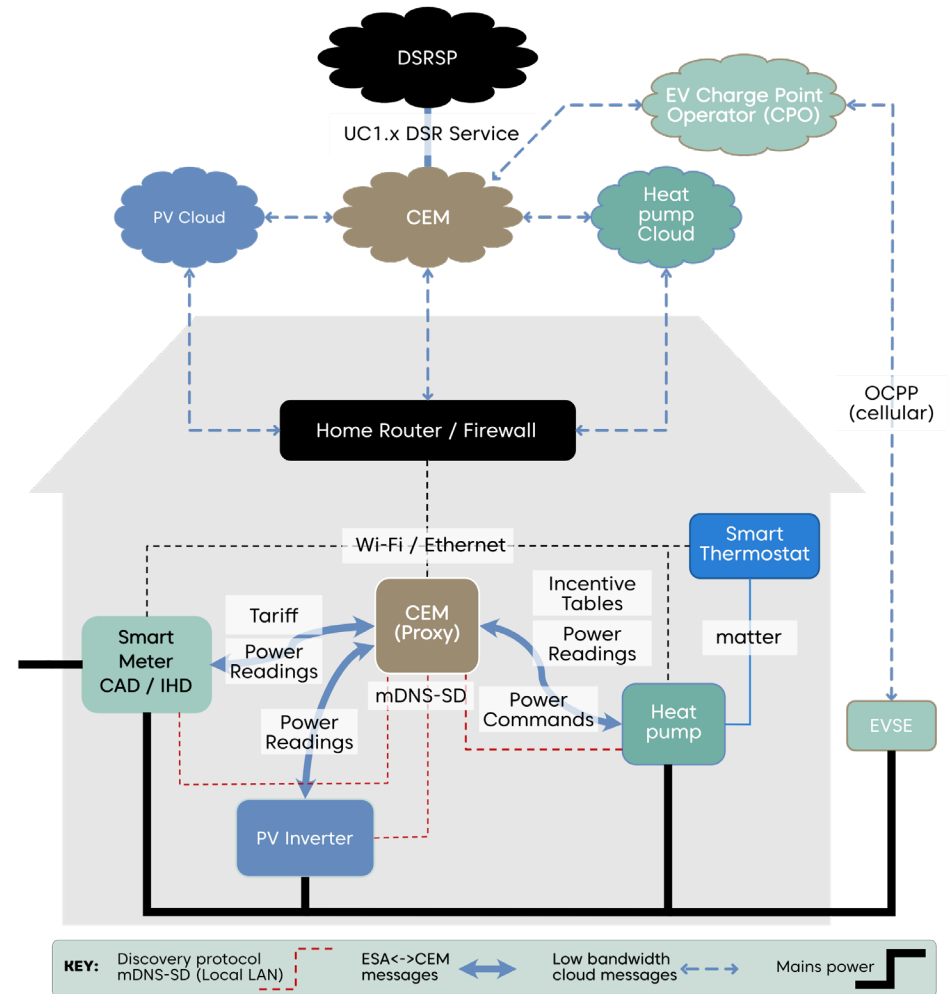 DSRSP
EV Charge Point
Operator (CPO)
UC1.x DSR Service
PV Cloud
CEM
Heat
pump
Cloud
OCPP
(cellular)
Home Router / Firewall
Wi-Fi / Ethernet
Smart
Thermostat
Tariff
Power
Readings
CEM
(Proxy)
Incentive
Tables
Power
Readings
matter
Smart
Meter
CAD / IHD
mDNS-SD
Power
Commands
Power
Readings
Heat
pump
EVSE
PV Inverter
KEY:
Discovery protocol
mDNS-SD (Local LAN)
ESA<->CEM
messages
Low bandwidth
cloud messages
Mains power